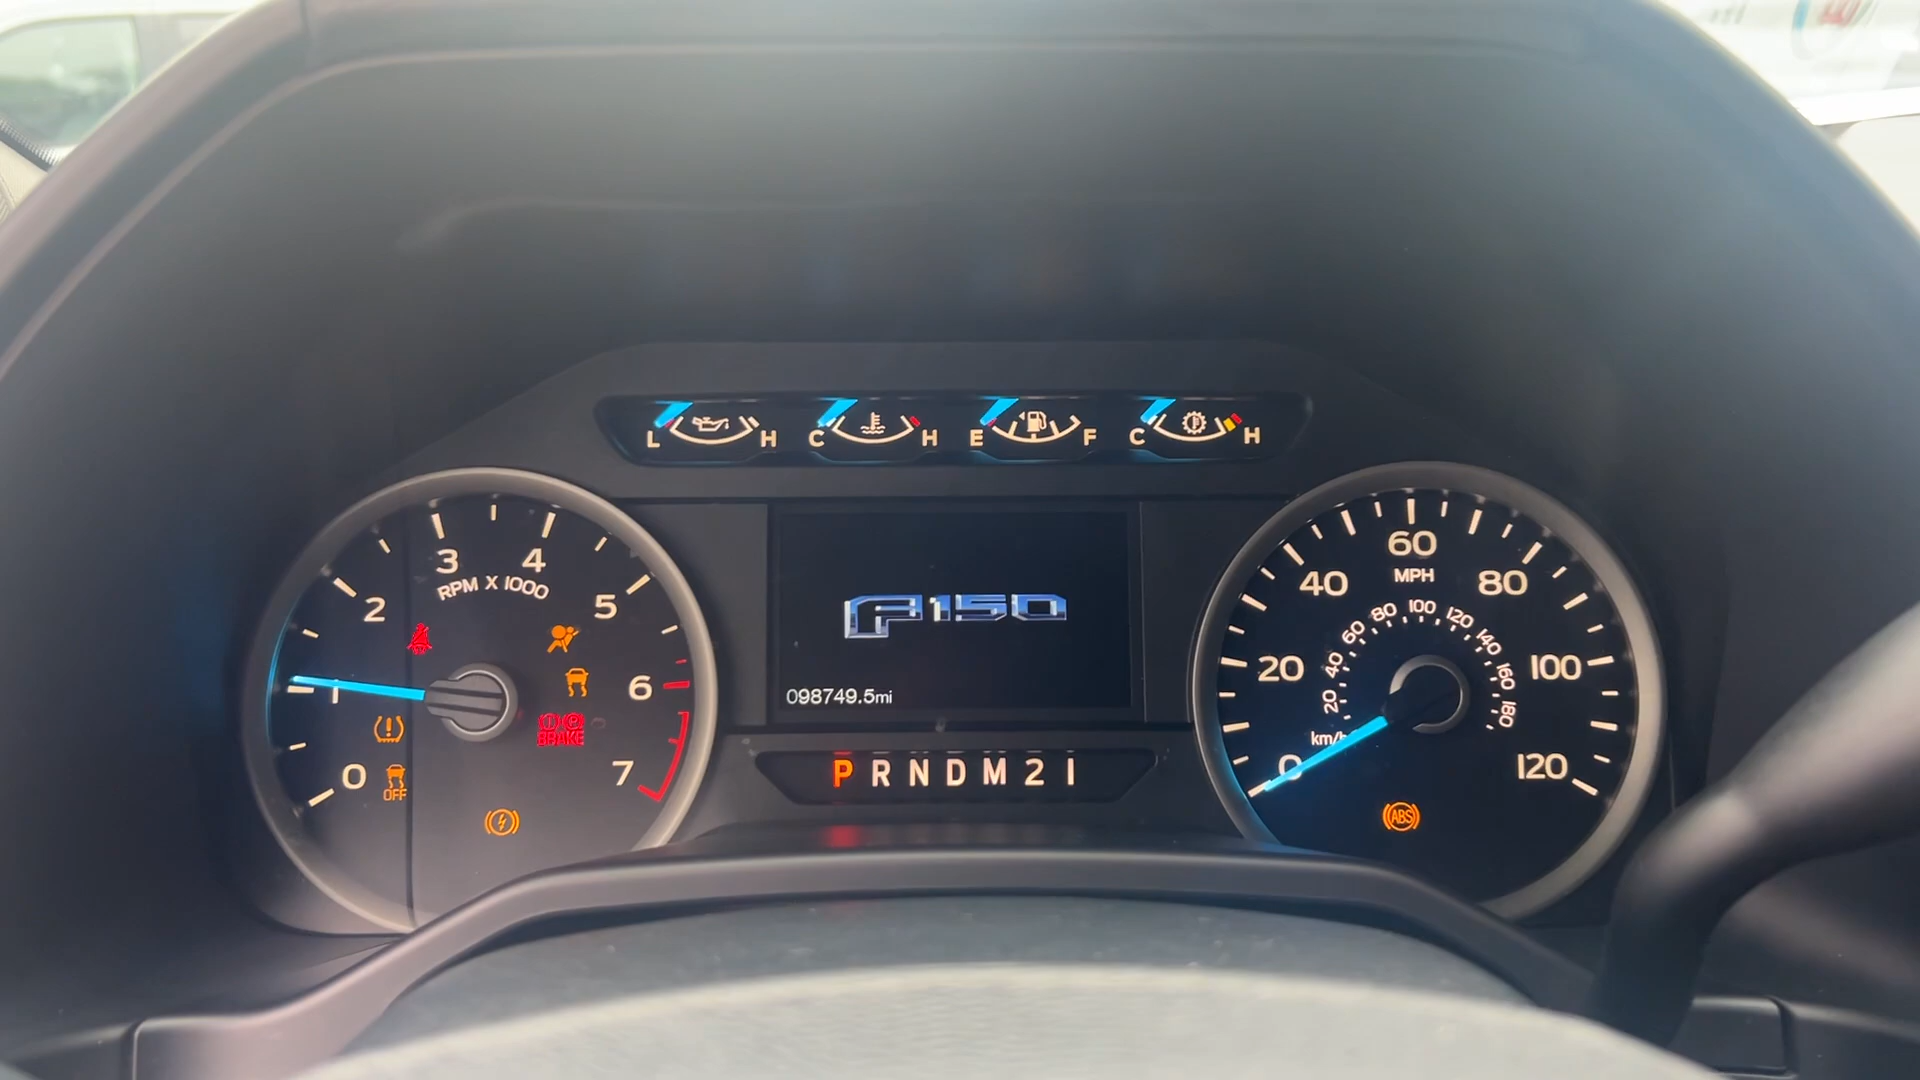 L H C H E F C H
0 1 2 3 4 5 6 7
RPM X 1000
OFF
BRAKE
F-150
098749.5mi
P R N D M 2 1
0 20 40 60 80 100 120
MPH
20 40 60 80 100 120 140 160 180
km/h
ABS